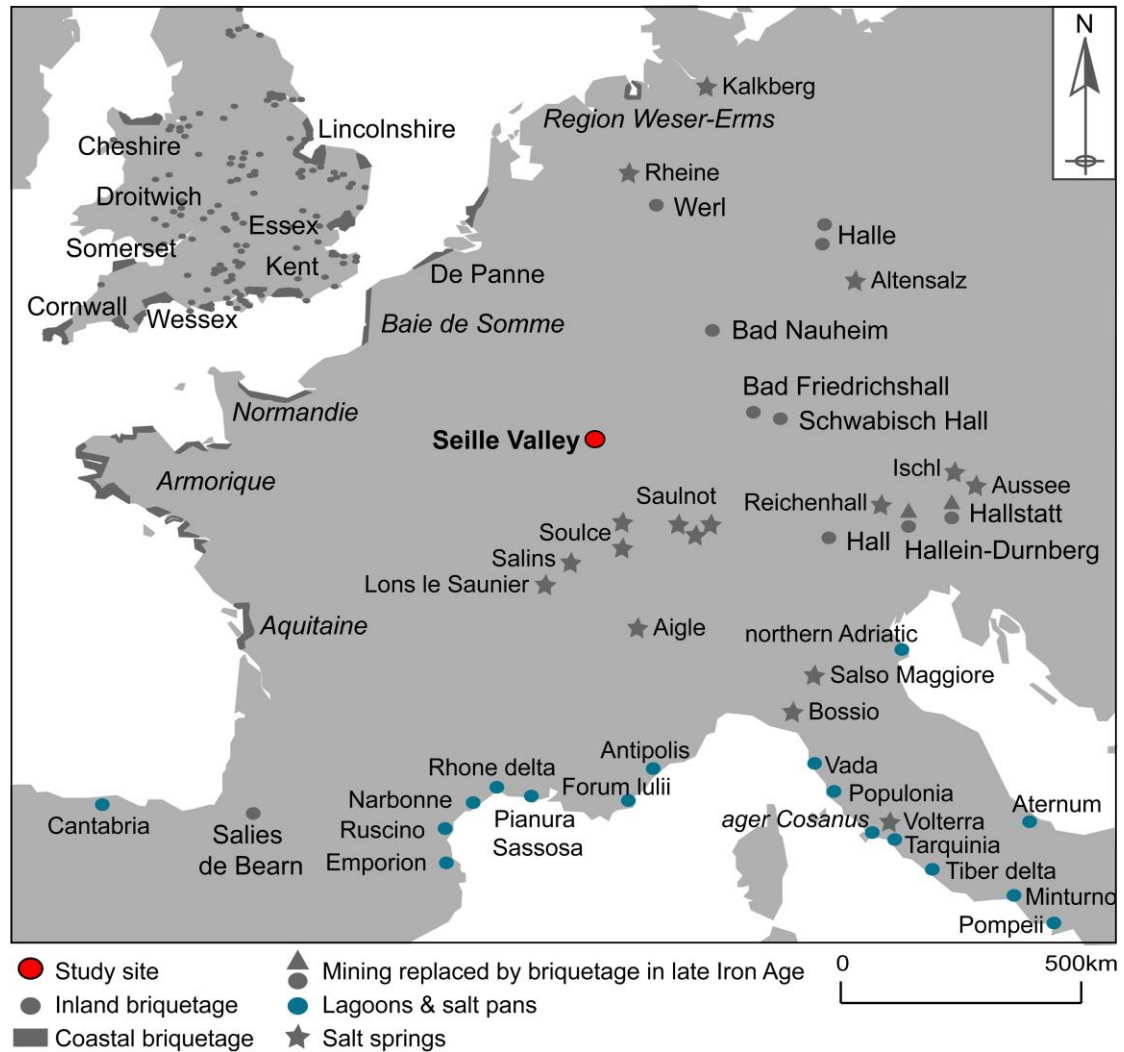 N
Kalkberg
Region Weser-Erms
Lincolnshire
Cheshire
Rheine
Droitwich
Werl
Essex
Halle
Somerset
Kent
De Panne
Altensalz
Cornwall
Wessex
Baie de Somme
Bad Nauheim
Normandie
Bad Friedrichshall
Schwabisch Hall
Seille Valley
Armorique
Ischl
Aussee
Saulnot
Reichenhall
Hallstatt
Soulce
Hall
Hallein-Durnberg
Salins
Lons le Saunier
Aquitaine
Aigle
northern Adriatic
Salso Maggiore
Bossio
Antipolis
Rhone delta
Vada
Forum Iulii
Narbonne
Populonia
Aternum
Cantabria
Salies
de Bearn
Ruscino
Pianura
Sassosa
ager Cosanus
Volterra
Tarquinia
Emporion
Tiber delta
Minturno
Pompeii
Study site
Mining replaced by briquetage in late Iron Age
0
500km
Inland briquetage
Lagoons & salt pans
Coastal briquetage
Salt springs